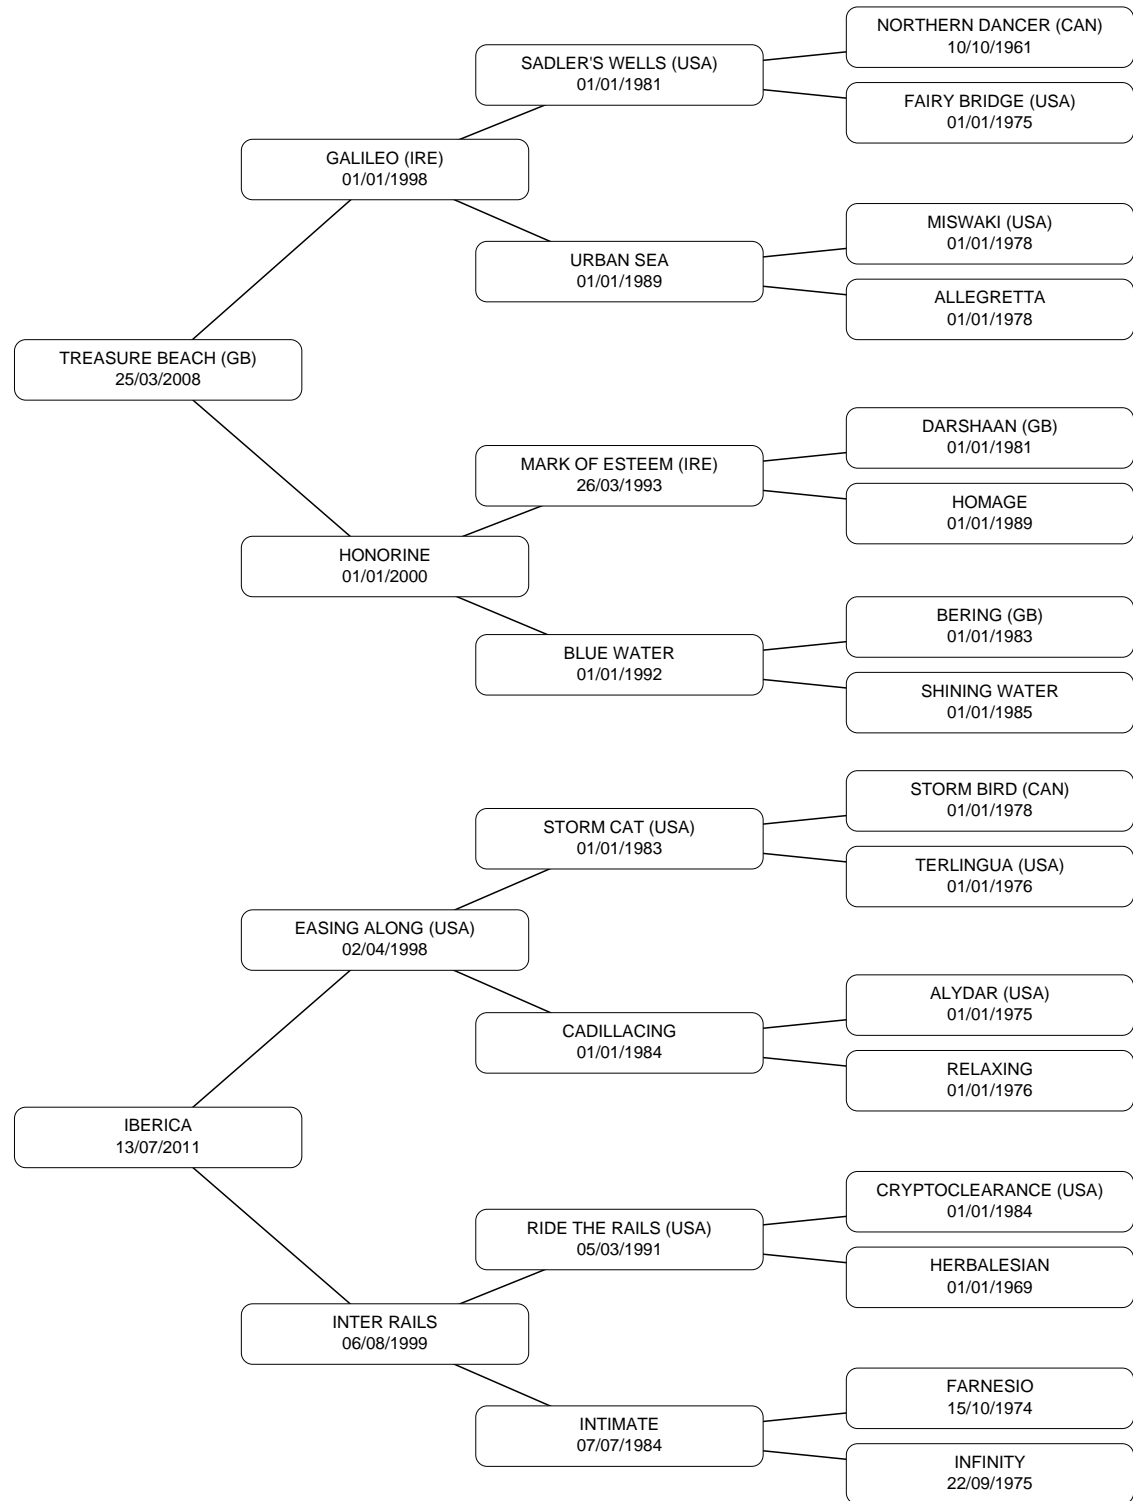 NORTHERN DANCER (CAN)
10/10/1961
SADLER'S WELLS (USA)
01/01/1981
FAIRY BRIDGE (USA)
01/01/1975
GALILEO (IRE)
01/01/1998
MISWAKI (USA)
01/01/1978
URBAN SEA
01/01/1989
ALLEGRETTA
01/01/1978
TREASURE BEACH (GB)
25/03/2008
DARSHAAN (GB)
01/01/1981
MARK OF ESTEEM (IRE)
26/03/1993
HOMAGE
01/01/1989
HONORINE
01/01/2000
BERING (GB)
01/01/1983
BLUE WATER
01/01/1992
SHINING WATER
01/01/1985
STORM BIRD (CAN)
01/01/1978
STORM CAT (USA)
01/01/1983
TERLINGUA (USA)
01/01/1976
EASING ALONG (USA)
02/04/1998
ALYDAR (USA)
01/01/1975
CADILLACING
01/01/1984
RELAXING
01/01/1976
IBERICA
13/07/2011
CRYPTOCLEARANCE (USA)
01/01/1984
RIDE THE RAILS (USA)
05/03/1991
HERBALESIAN
01/01/1969
INTER RAILS
06/08/1999
FARNESIO
15/10/1974
INTIMATE
07/07/1984
INFINITY
22/09/1975